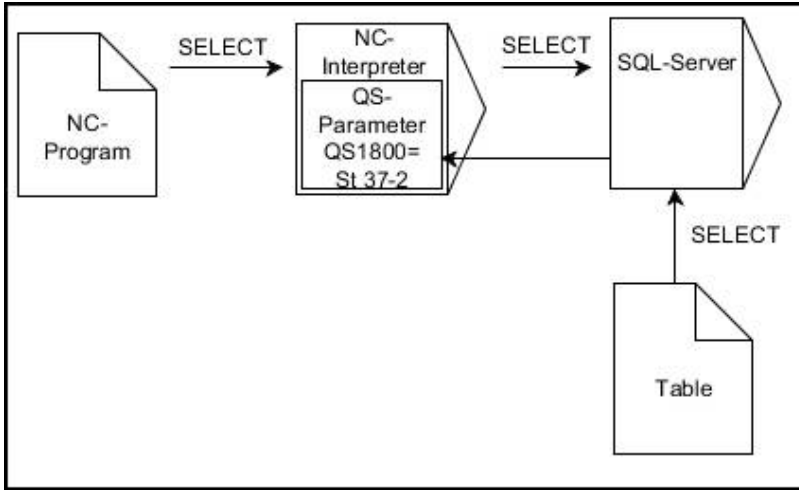 SELECT
NC-
Interpreter
SELECT
SQL-Server
NC-
Program
QS-
Parameter
QS1800=
St 37-2
SELECT
Table